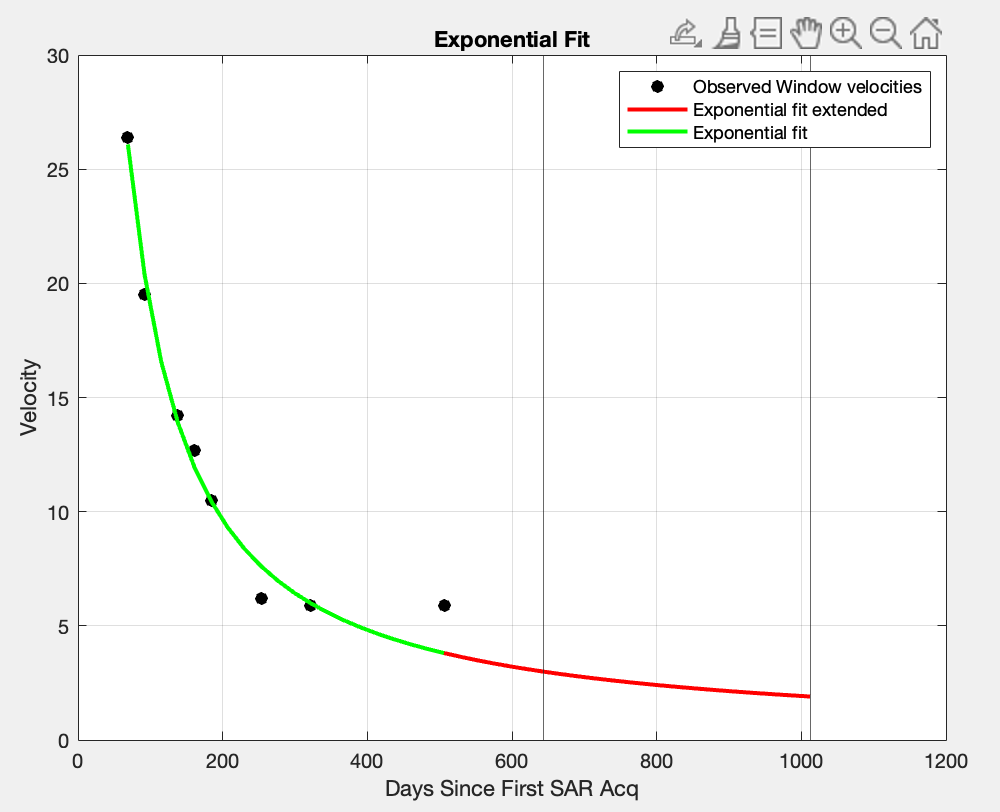 Exponential Fit
Observed Window velocities
Exponential fit extended
Exponential fit
30
25
20
15
10
5
0
Velocity
0 200 400 600 800 1000 1200
Days Since First SAR Acq